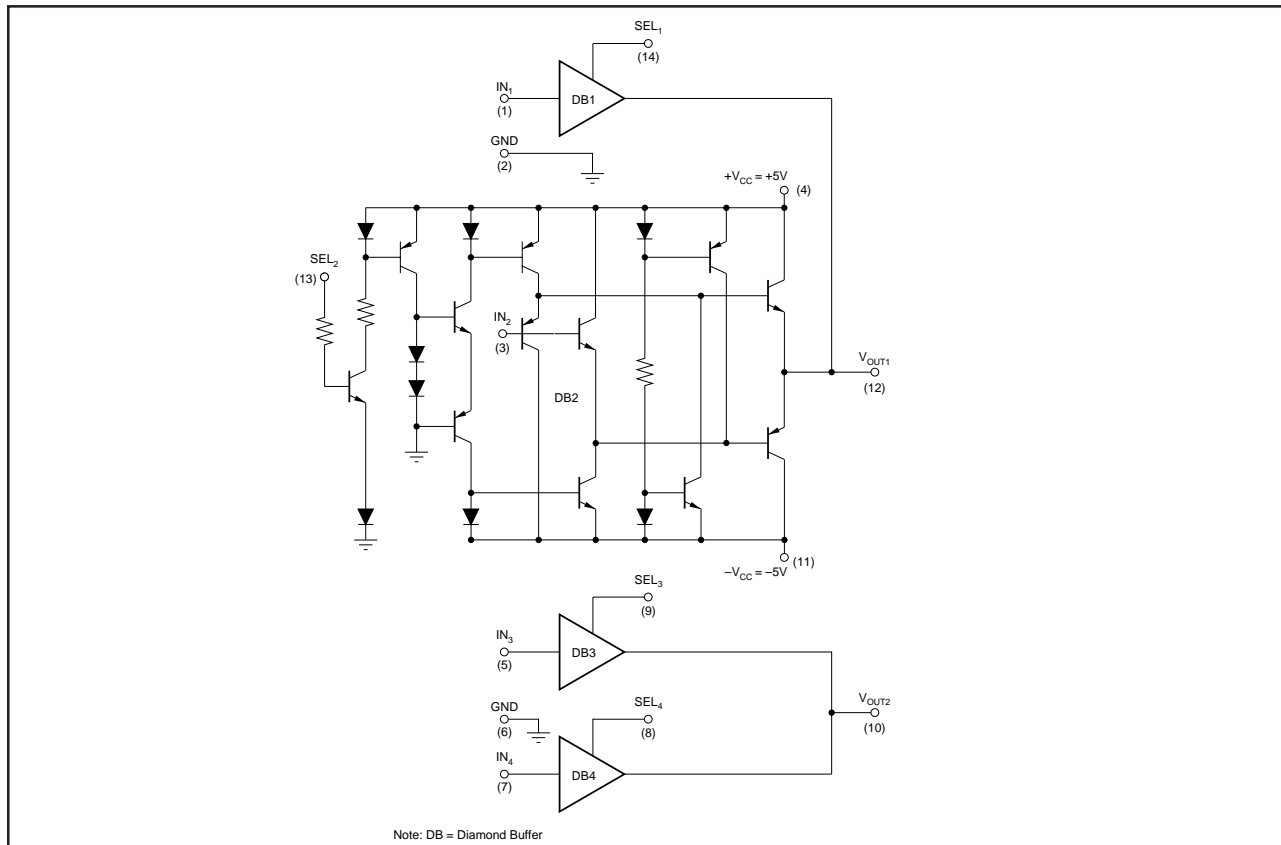 SEL1
(14)
IN1
(1)
DB1
GND
(2)
+VCC = +5V (4)
SEL2
(13)
IN2
(3)
DB2
VOUT1
(12)
(11)
–VCC = –5V
SEL3
(9)
IN3
(5)
DB3
GND
(6)
SEL4
(8)
VOUT2
(10)
IN4
(7)
DB4
Note: DB = Diamond Buffer